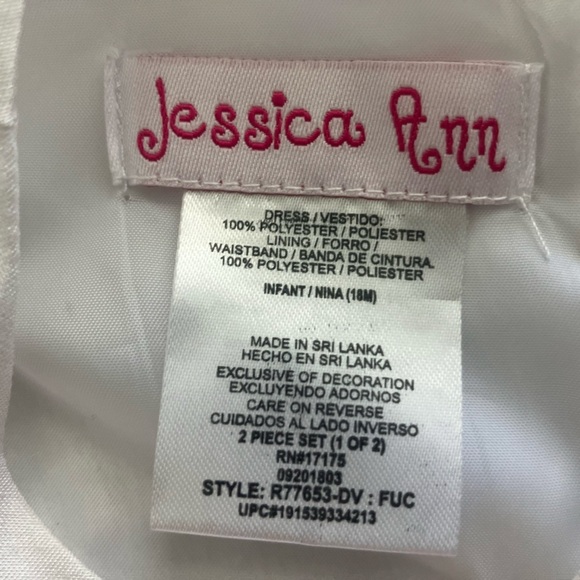 Jessica Ann
DRESS / VESTIDO:
100% POLYESTER / POLIESTER
LINING / FORRO /
WAISTBAND / BANDA DE CINTURA.
100% POLYESTER / POLIESTER
INFANT / NINA (18M)
MADE IN SRI LANKA
HECHO EN SRI LANKA
EXCLUSIVE OF DECORATION
EXCLUYENDO ADORNOS
CARE ON REVERSE
CUIDADOS AL LADO INVERSO
2 PIECE SET (1 OF 2)
RN#17175
09201803
STYLE: R77653-DV : FUC
UPC#191539334213